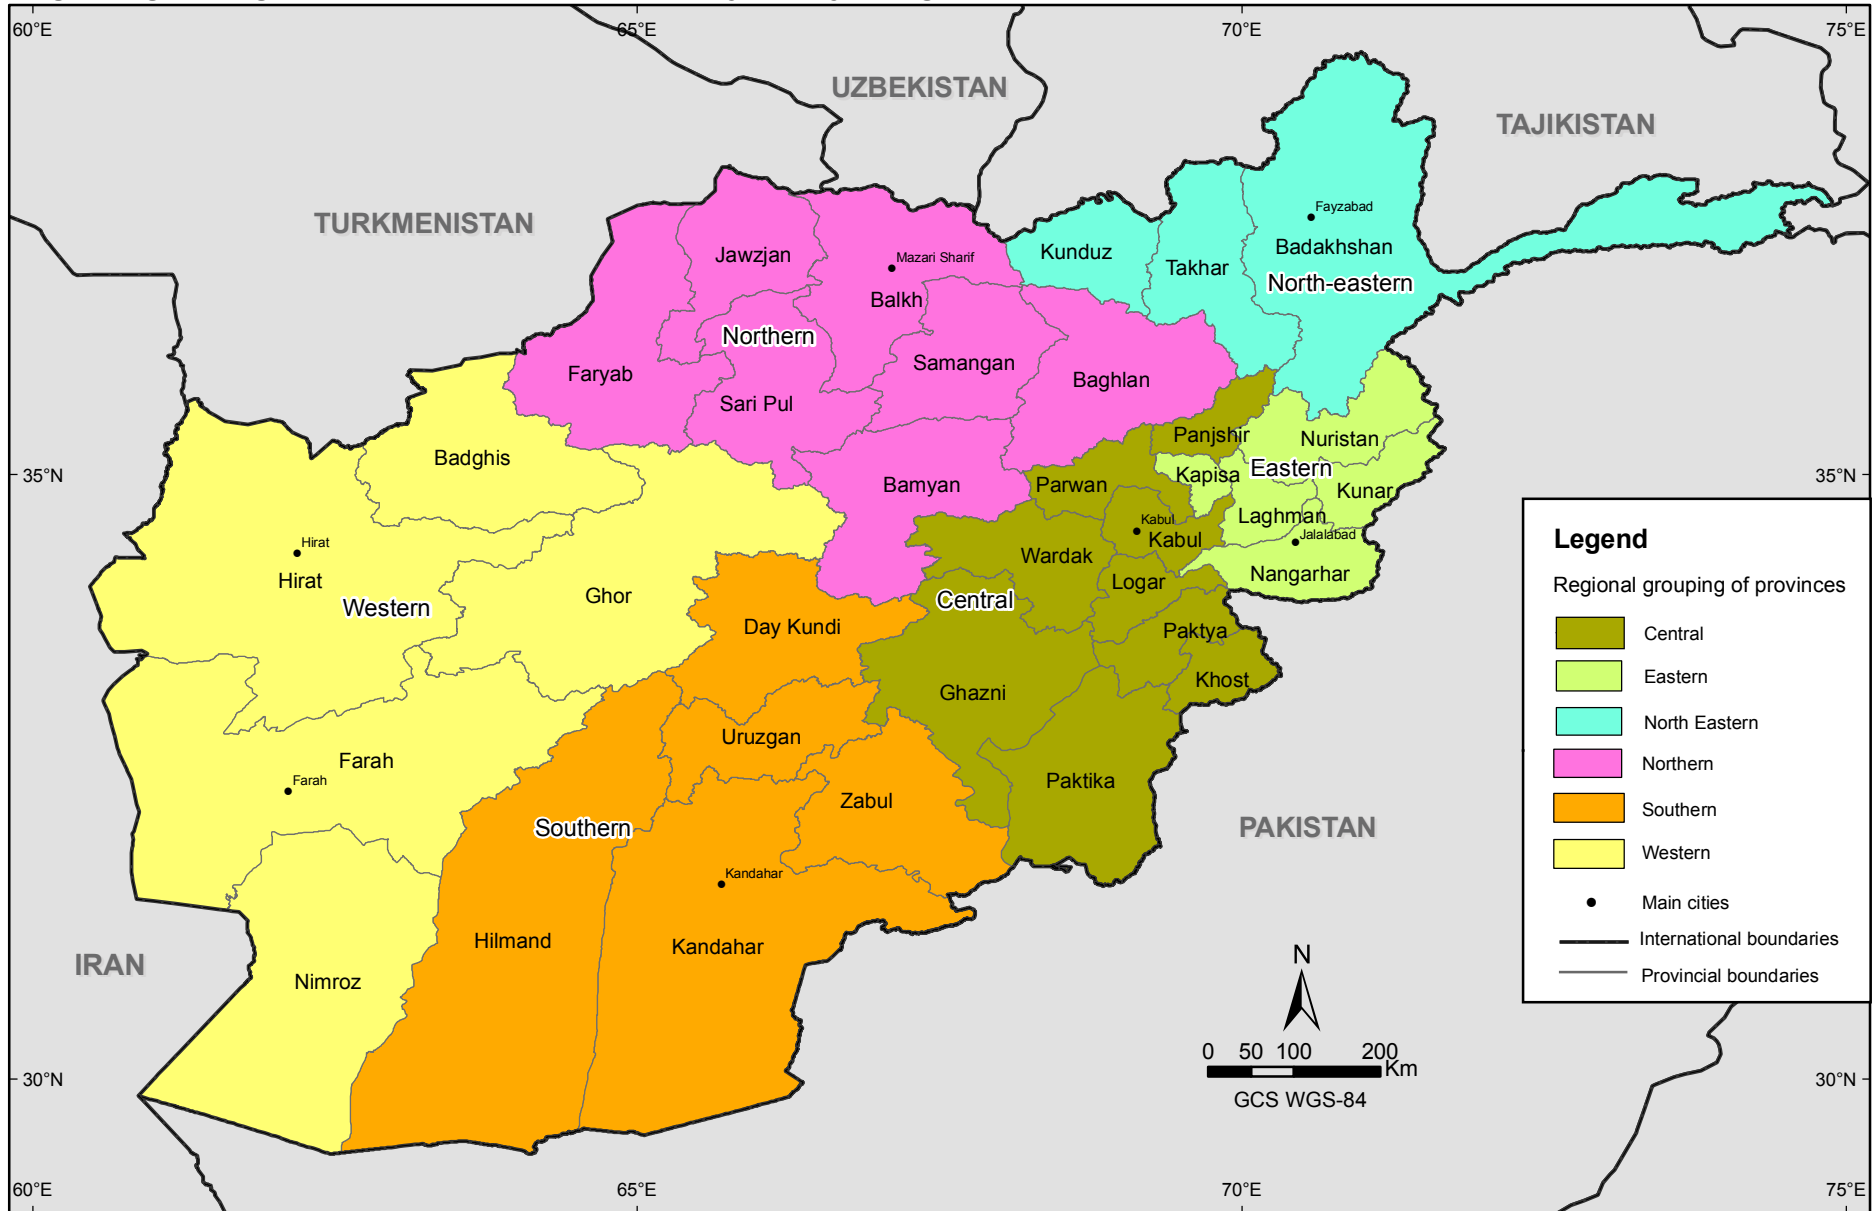 60°E
65°E
70°E
75°E
UZBEKISTAN
TAJIKISTAN
TURKMENISTAN
Fayzabad
Badakhshan
Kunduz
Takhar
North-eastern
Jawzjan
Mazari Sharif
Balkh
Northern
Samangan
Faryab
Baghlan
Sari Pul
Panjshir
Nuristan
Badghis
Eastern
35°N
Kapisa
35°N
Bamyan
Parwan
Kunar
Laghman
Kabul
Kabul
Jalalabad
Hirat
Hirat
Wardak
Nangarhar
Logar
Ghor
Western
Central
Day Kundi
Paktya
Khost
Ghazni
Uruzgan
Farah
Farah
Paktika
Zabul
Southern
PAKISTAN
Kandahar
Hilmand
Kandahar
IRAN
Nimroz
Legend
Regional grouping of provinces
Central
Eastern
North Eastern
Northern
Southern
Western
Main cities
International boundaries
Provincial boundaries
N
0 50 100 200
Km
GCS WGS-84
30°N
30°N
60°E
65°E
70°E
75°E